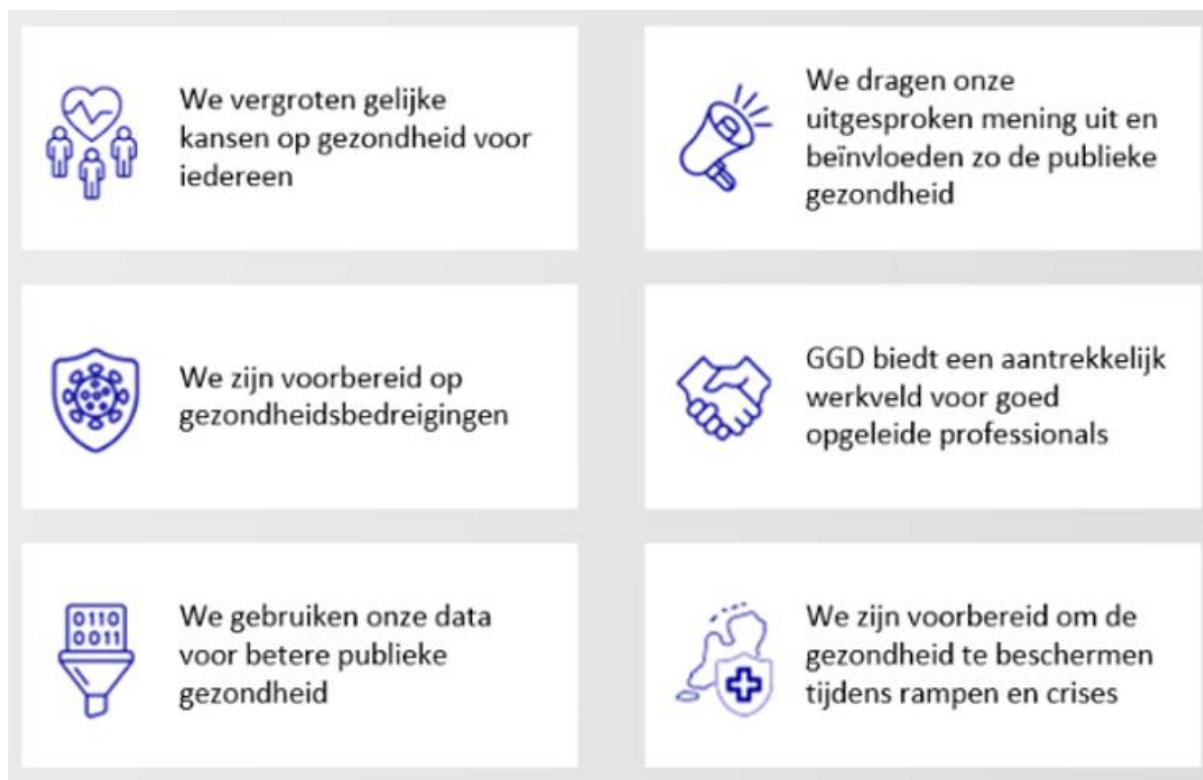 We vergroten gelijke
kansen op gezondheid voor
iedereen
We dragen onze
uitgesproken mening uit en
beïnvloeden zo de publieke
gezondheid
We zijn voorbereid op
gezondheidsbedreigingen
GGD biedt een aantrekkelijk
werkveld voor goed
opgeleide professionals
0110
0011
We gebruiken onze data
voor betere publieke
gezondheid
We zijn voorbereid om de
gezondheid te beschermen
tijdens rampen en crises